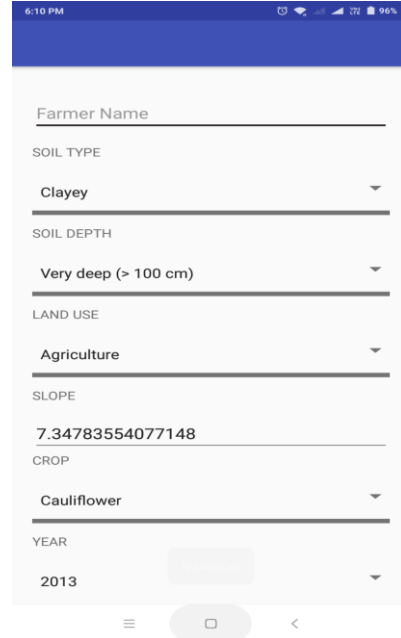 6:10 PM
96%
Farmer Name
SOIL TYPE
Clayey
SOIL DEPTH
Very deep (> 100 cm)
LAND USE
Agriculture
SLOPE
7.34783554077148
CROP
Cauliflower
YEAR
2013